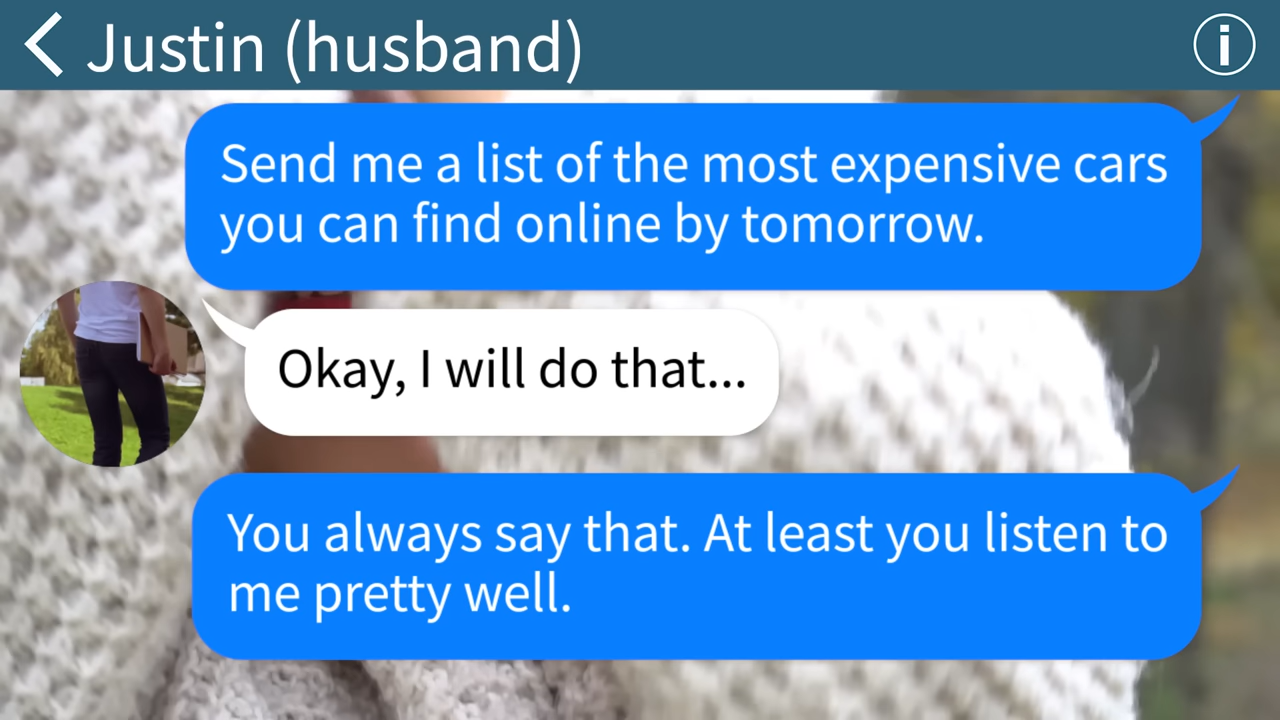 Justin (husband)
Send me a list of the most expensive cars
you can find online by tomorrow.
Okay, I will do that...
You always say that. At least you listen to
me pretty well.